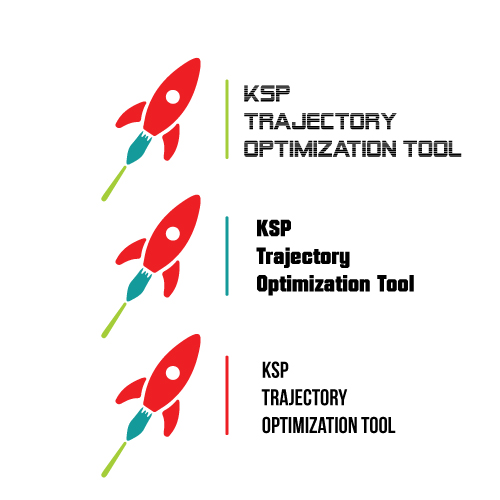 KSP
TRAJECTORY
OPTIMIZATION TOOL
KSP
Trajectory
Optimization Tool
KSP
TRAJECTORY
OPTIMIZATION TOOL